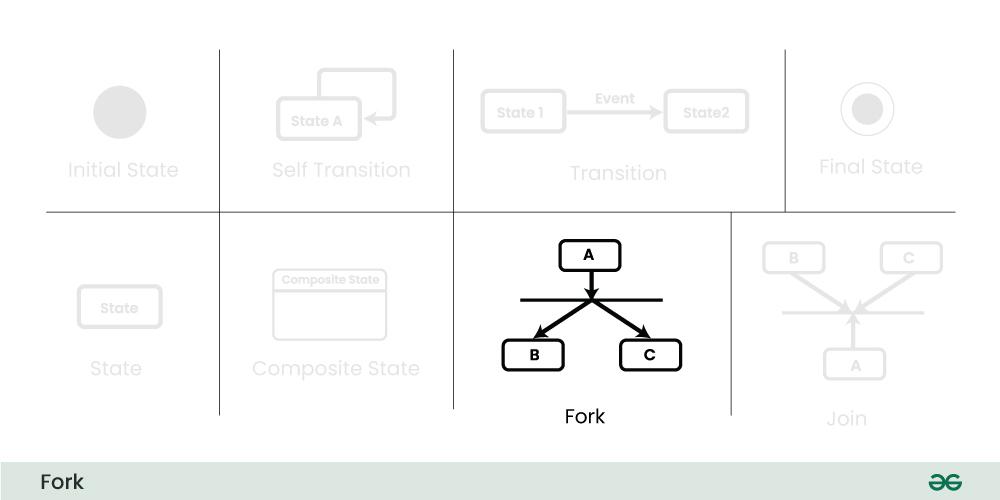 State A
State 1
Event
State2
Initial State
Self Transition
Transition
Final State
State
Composite State
A
B
C
B
C
A
State
Composite State
Fork
Join
Fork